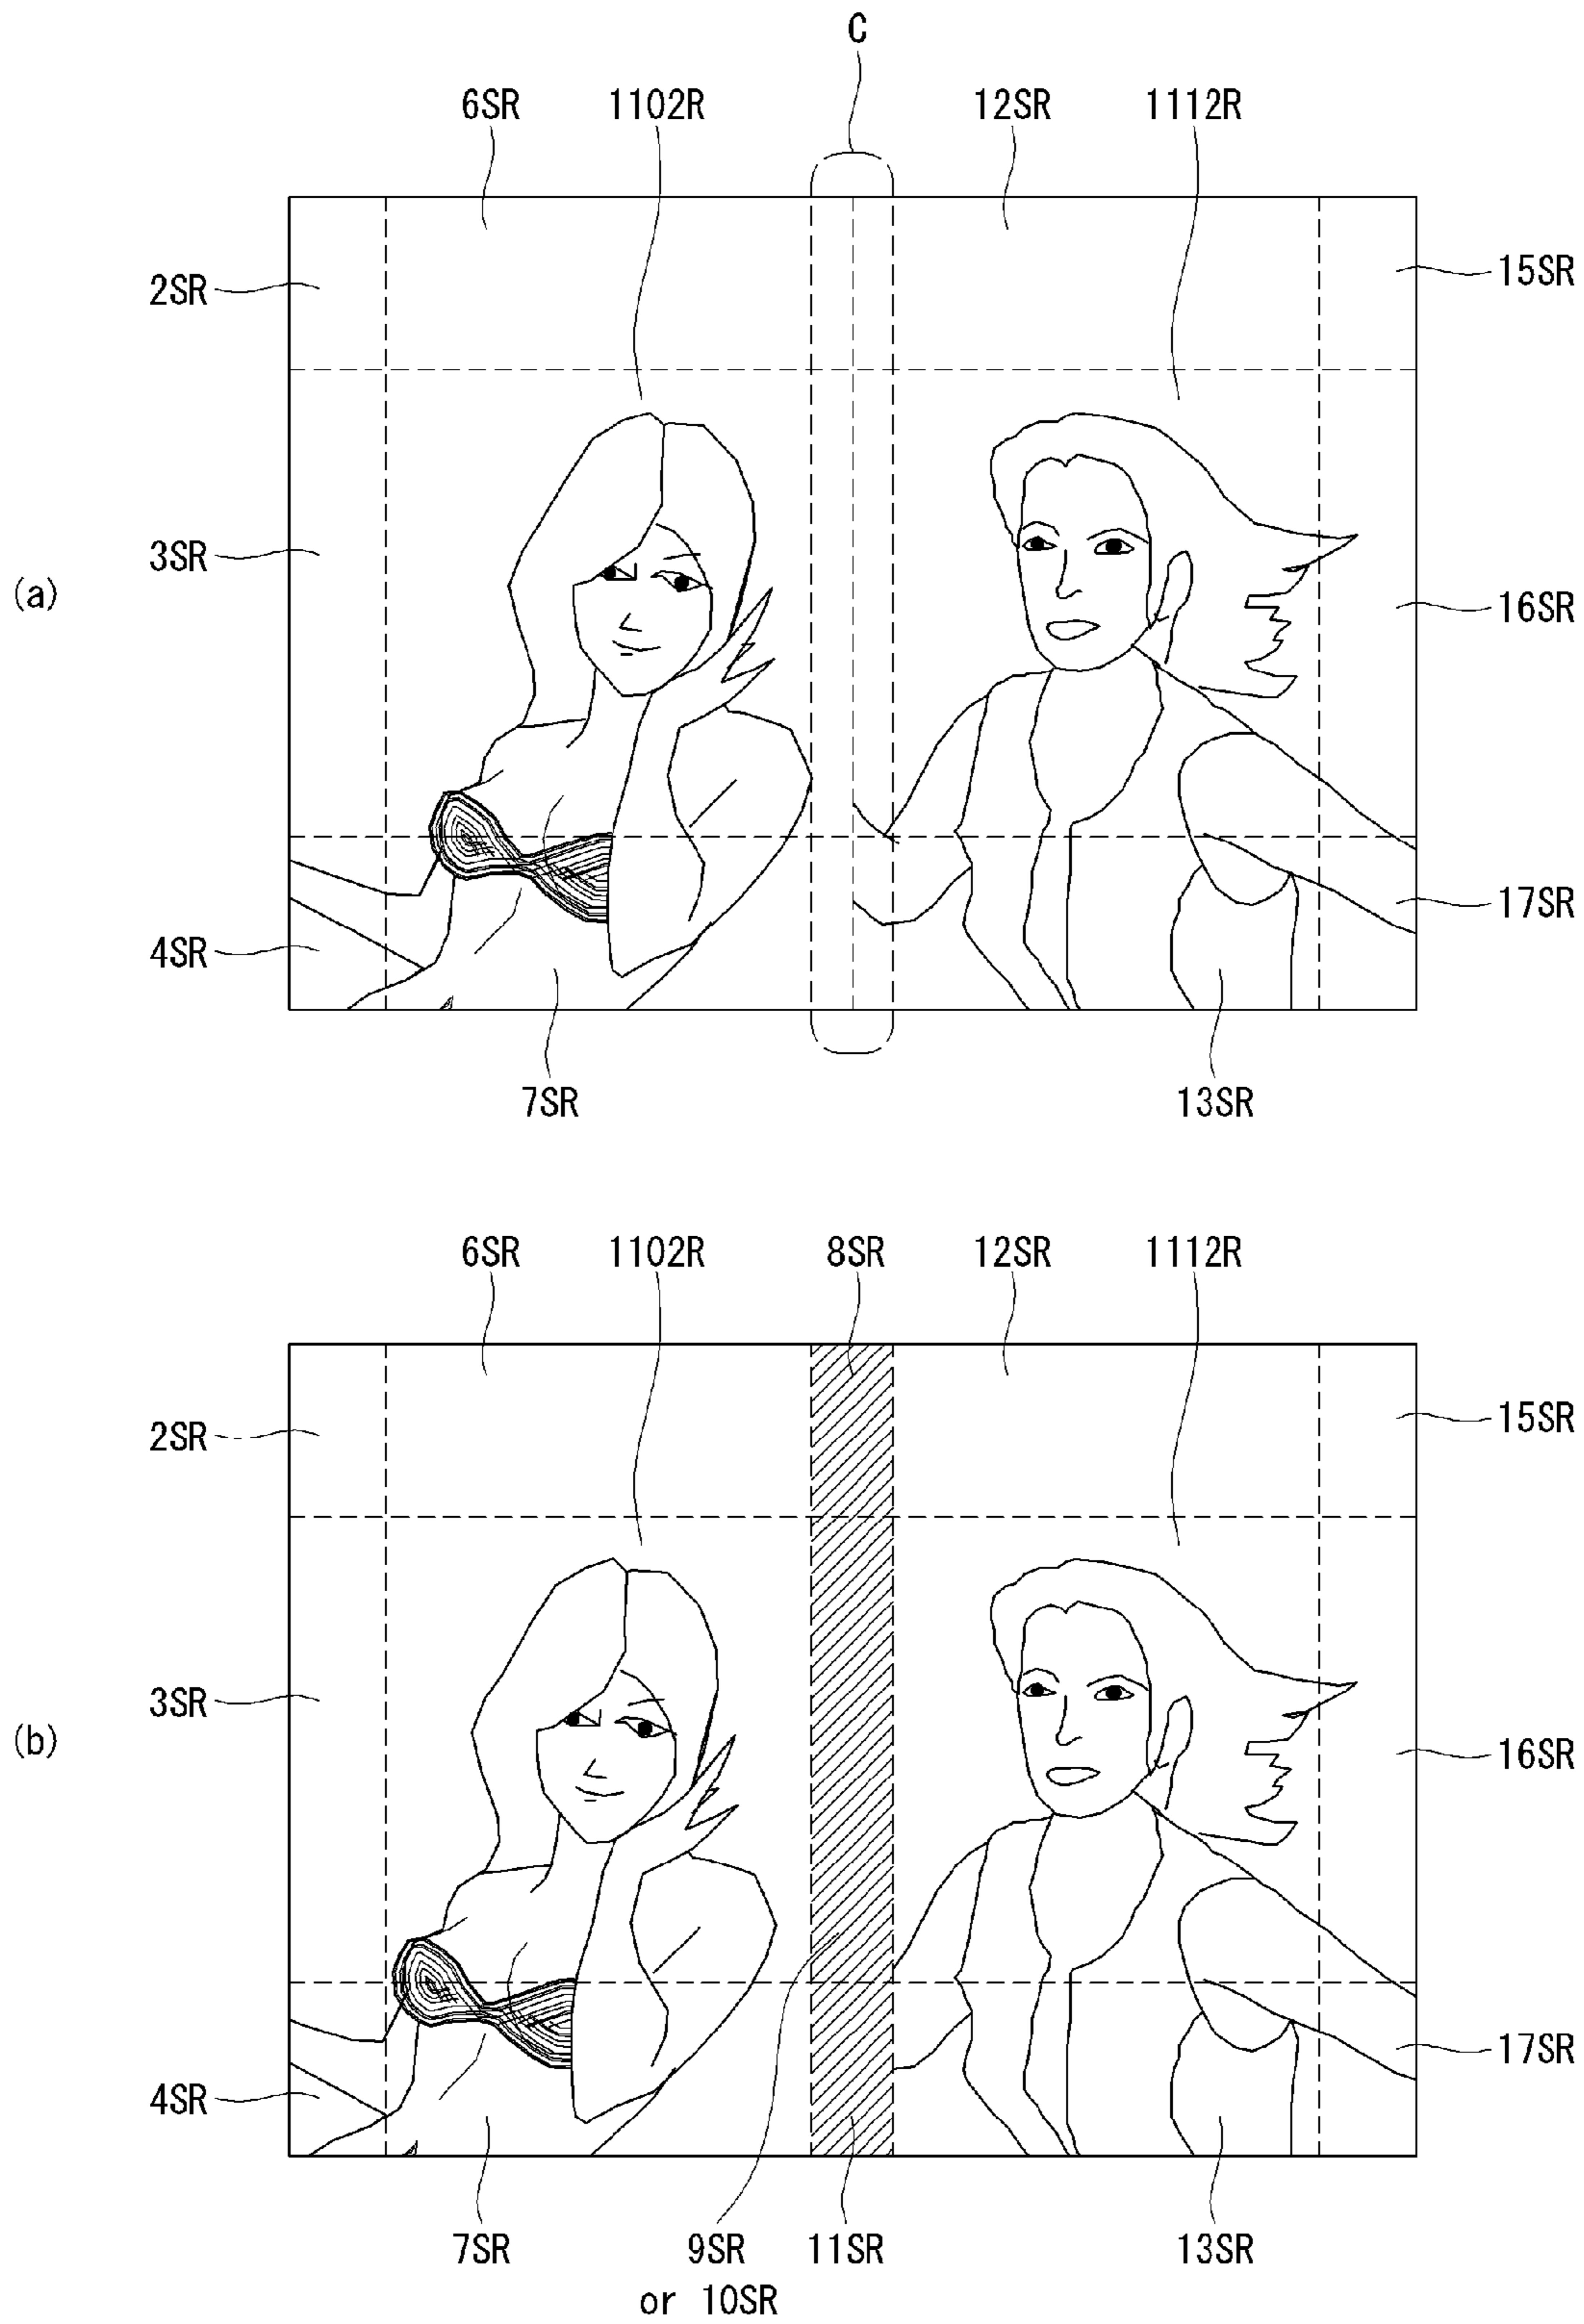 C
6SR 1102R 12SR 1112R
2SR 15SR
3SR
(a)
16SR
17SR
4SR
7SR 13SR
6SR 1102R 8SR 12SR 1112R
2SR 15SR
3SR
(b)
16SR
17SR
4SR
7SR 9SR 11SR 13SR
or 10SR